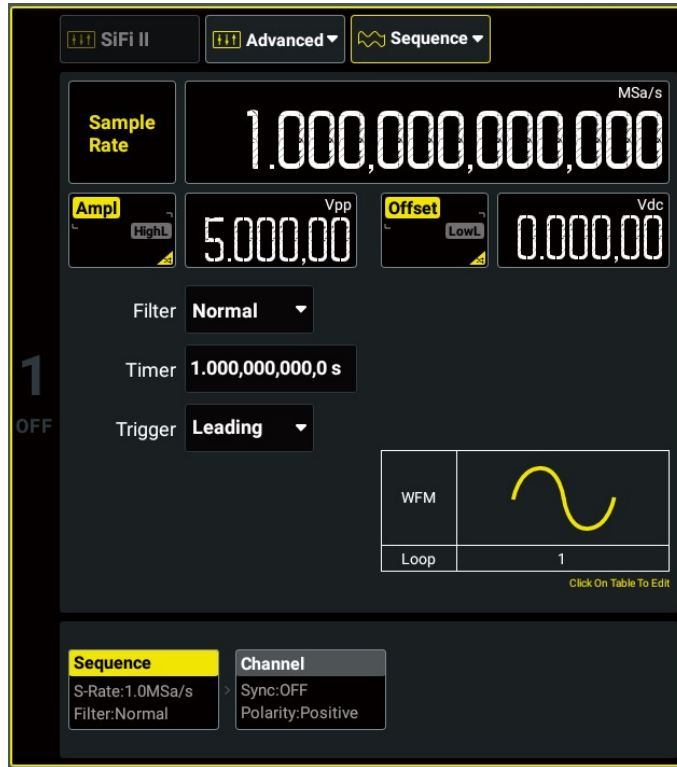 SiFi II
Advanced
Sequence
Sample Rate
MSa/s
1.000,000,000,000
Ampl
HighL
Vpp
5.000,00
Offset
LowL
Vdc
0.000,00
Filter Normal
Timer 1.000,000,000,0 s
Trigger Leading
1
OFF
WFM
Loop 1
Click On Table To Edit
Sequence
S-Rate:1.0MSa/s
Filter:Normal
>
Channel
Sync:OFF
Polarity:Positive